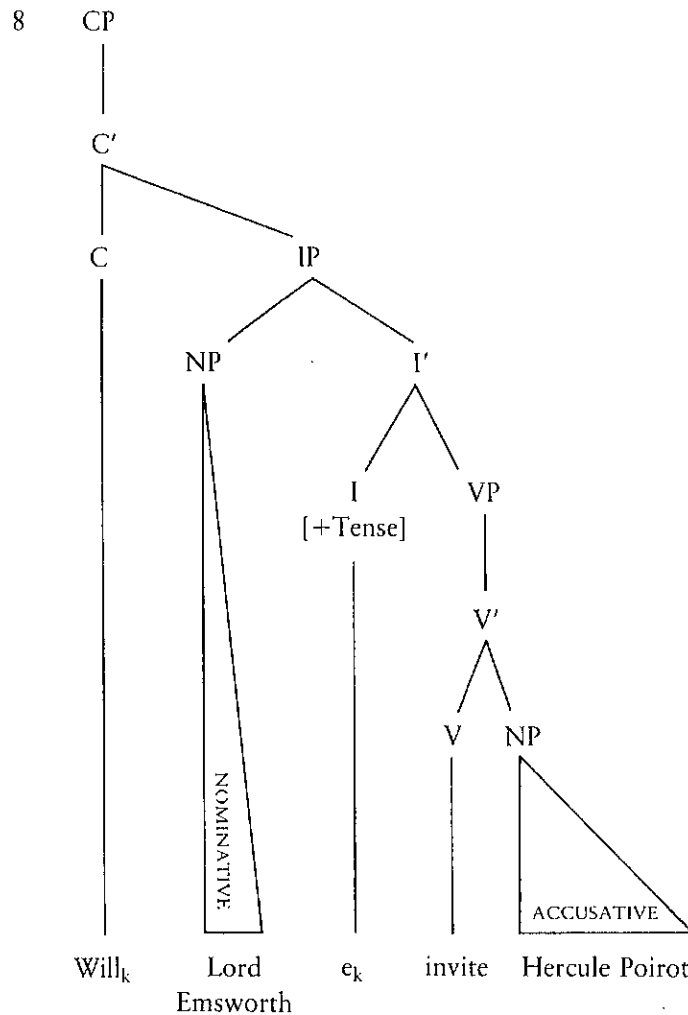 8 CP
C′
C IP
NP I′
I VP
[+Tense]
V′
V NP
NOMINATIVE
ACCUSATIVE
Will_k Lord e_k invite Hercule Poirot
Emsworth